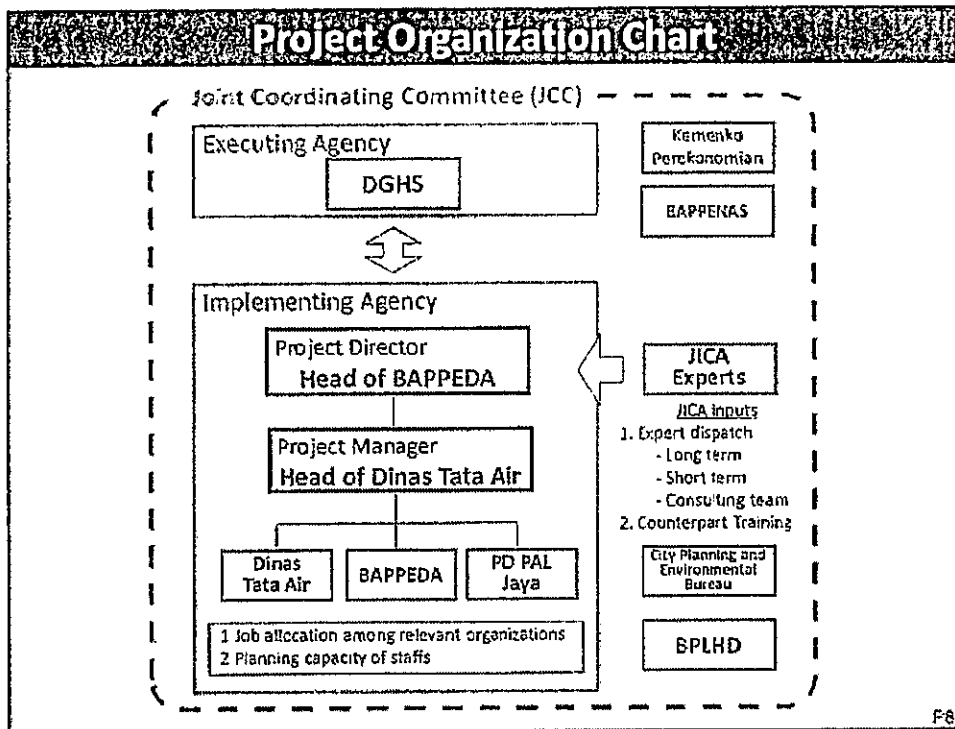 Project Organization Chart
Joint Coordinating Committee (JCC)
Executing Agency
DGHS
Kemenko
Perekonomian
BAPPENAS
Implementing Agency
Project Director
Head of BAPPEDA
Project Manager
Head of Dinas Tata Air
Dinas
Tata Air
BAPPEDA
PD PAL
Jaya
1 Job allocation among relevant organizations
2 Planning capacity of staffs
JICA
Experts
JICA Inputs
1. Expert dispatch
- Long term
- Short term
- Consulting team
2. Counterpart Training
City Planning and
Environmental
Bureau
BPLHD
P8